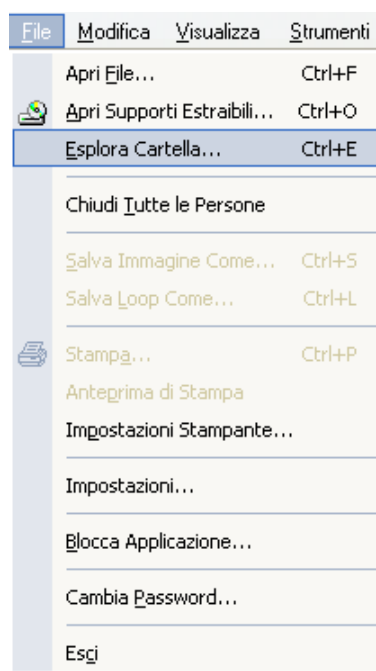 File Modifica Visualizza Strumenti
Apri File... Ctrl+F
Apri Supporti Estraibili... Ctrl+O
Esplora Cartella... Ctrl+E
Chiudi Tutte le Persone
Salva Immagine Come... Ctrl+S
Salva Loop Come... Ctrl+L
Stampa... Ctrl+P
Anteprima di Stampa
Impostazioni Stampante...
Impostazioni...
Blocca Applicazione...
Cambia Password...
Esci